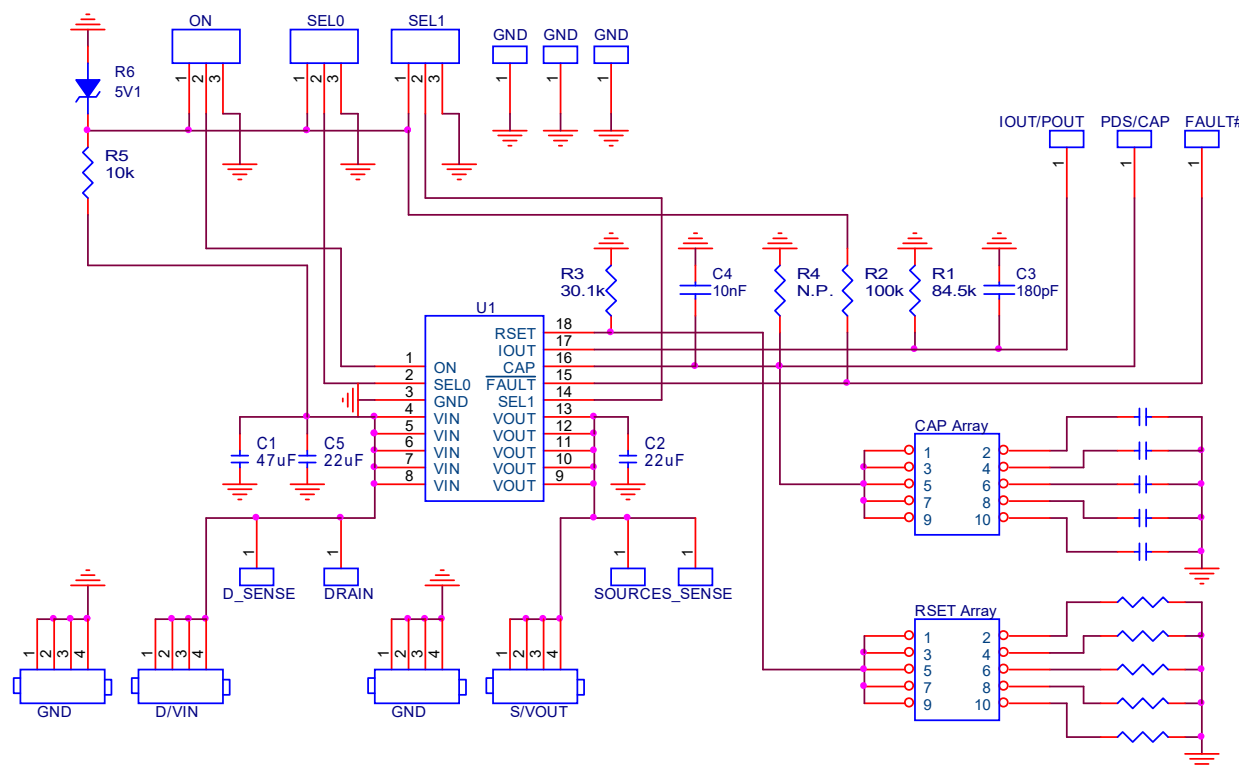 ON
SEL0
SEL1
GND
GND
GND
1
2
3
1
2
3
1
2
3
1
1
1
R6
5V1
R5
10k
IOUT/POUT
PDS/CAP
FAULT#
1
1
1
R3
30.1k
C4
10nF
R4
N.P.
R2
100k
R1
84.5k
C3
180pF
U1
1 ON
2 SEL0
3 GND
4 VIN
5 VIN
6 VIN
7 VIN
8 VIN
RSET 18
IOUT 17
CAP 16
FAULT 15
SEL1 14
VOUT 13
VOUT 12
VOUT 11
VOUT 10
VOUT 9
C1
47uF
C5
22uF
C2
22uF
CAP Array
1 2
3 4
5 6
7 8
9 10
1
D_SENSE
1
DRAIN
1
SOURCE
1
S_SENSE
RSET Array
1 2
3 4
5 6
7 8
9 10
1
2
3
4
GND
1
2
3
4
D/VIN
1
2
3
4
GND
1
2
3
4
S/VOUT